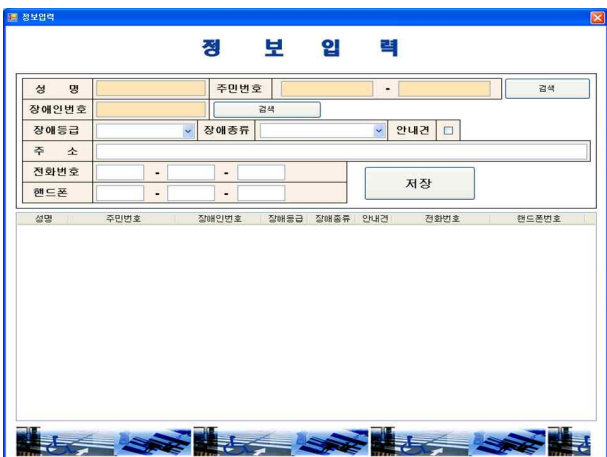 정보입력
정 보 입 력
성 명 주민번호 - 검색
장애인번호 검색
장애등급 장애종류 안내견
주 소
전화번호 - -
핸드폰 - -
저장
성명 주민번호 장애인번호 장애등급 장애종류 안내견 전화번호 핸드폰번호